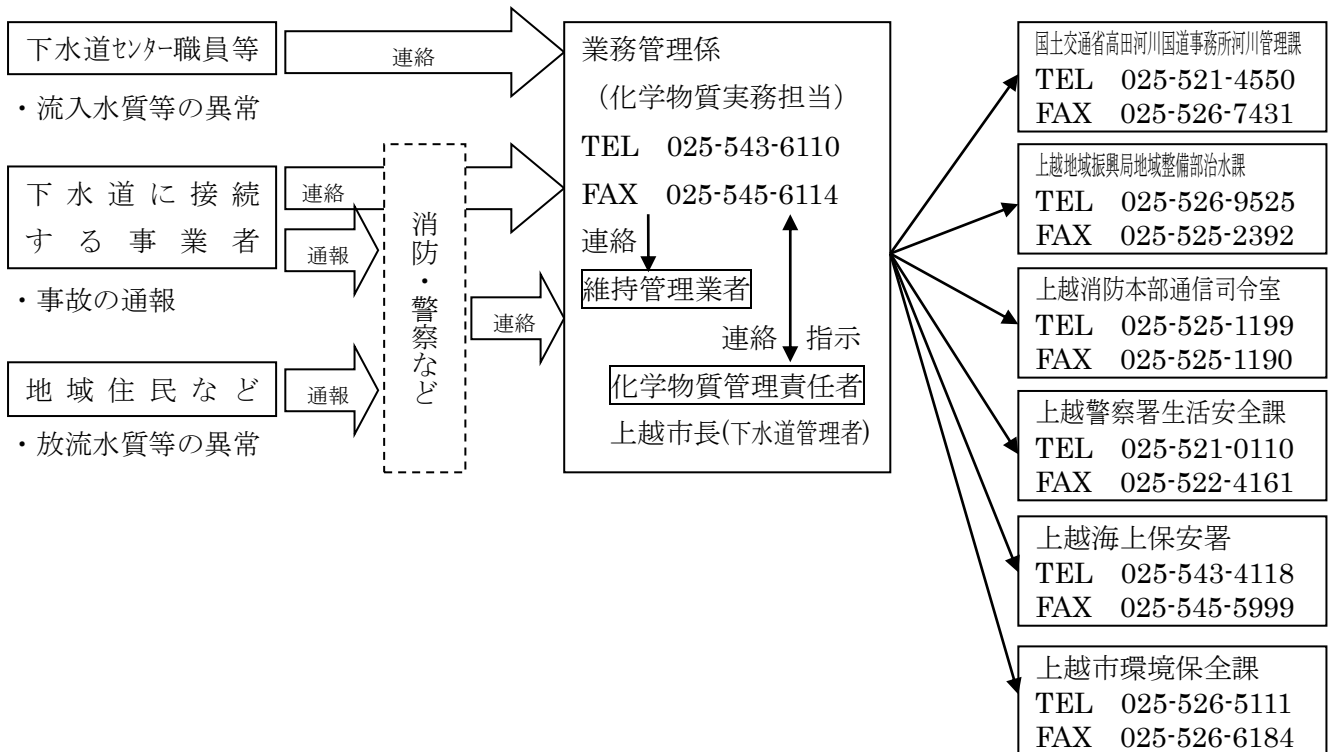 下水道センター職員等
連絡
・流入水質等の異常
下水道に接続
する事業者
連絡
通報
・事故の通報
地域住民など
通報
・放流水質等の異常
消防・警察など
連絡
業務管理係
（化学物質実務担当）
TEL 025-543-6110
FAX 025-545-6114
連絡
維持管理業者
連絡 指示
化学物質管理責任者
上越市長(下水道管理者)
国土交通省高田河川国道事務所河川管理課
TEL 025-521-4550
FAX 025-526-7431
上越地域振興局地域整備部治水課
TEL 025-526-9525
FAX 025-525-2392
上越消防本部通信司令室
TEL 025-525-1199
FAX 025-525-1190
上越警察署生活安全課
TEL 025-521-0110
FAX 025-522-4161
上越海上保安署
TEL 025-543-4118
FAX 025-545-5999
上越市環境保全課
TEL 025-526-5111
FAX 025-526-6184